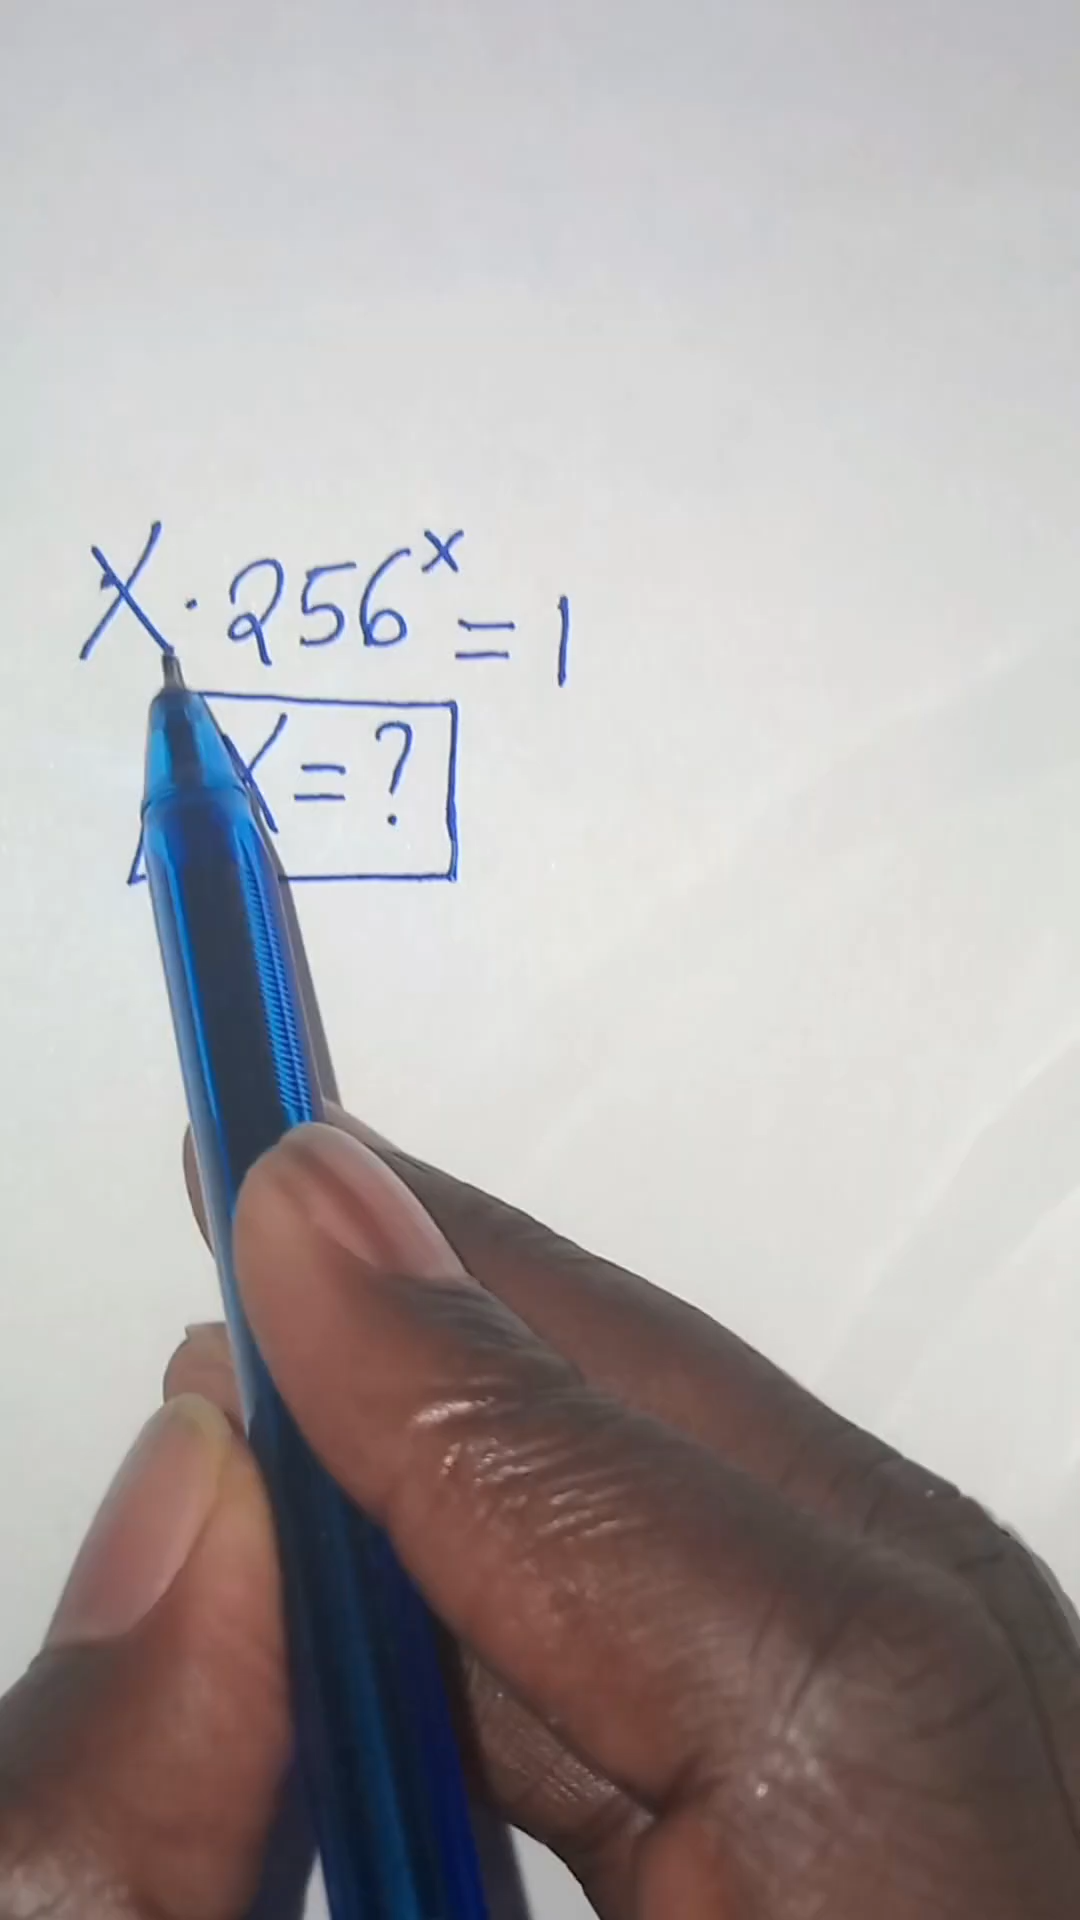 X · 256^x = 1
X = ?